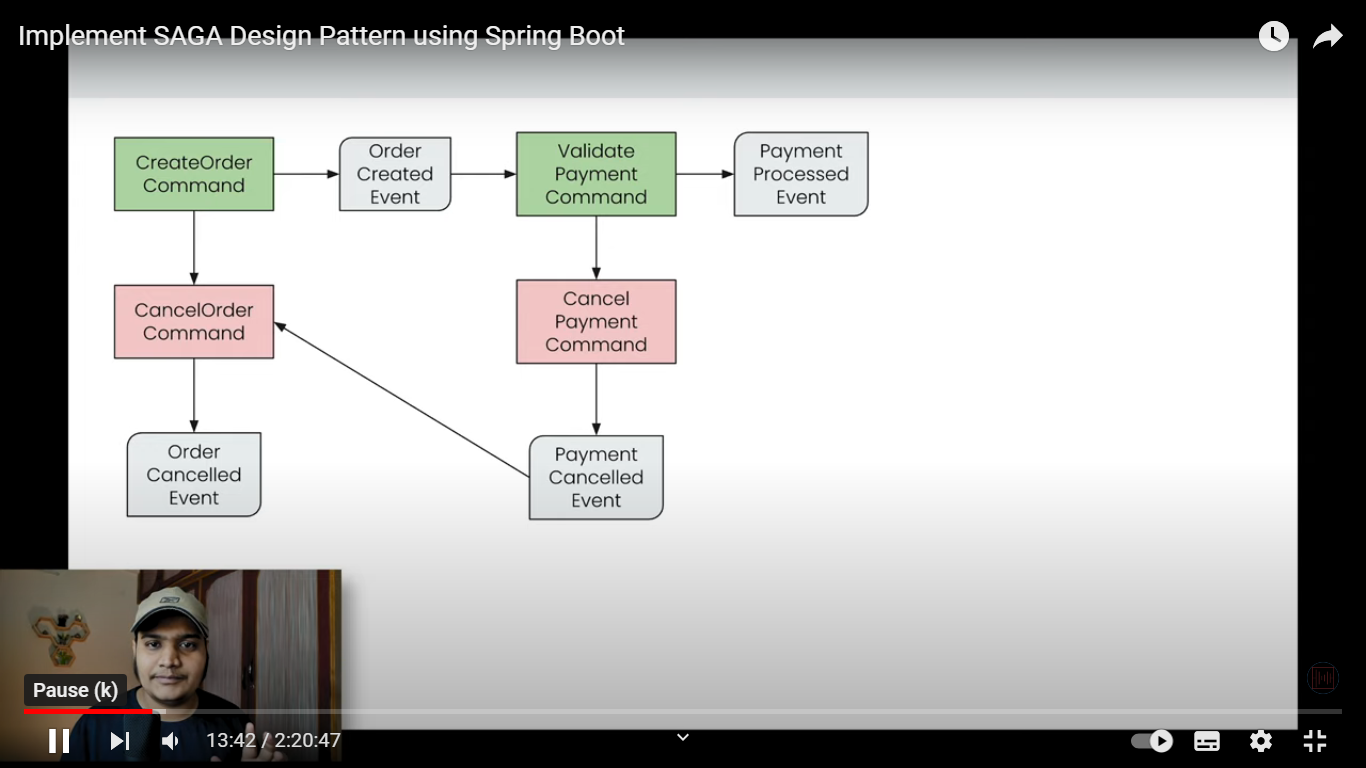 Implement SAGA Design Pattern using Spring Boot
CreateOrder
Command
Order
Created
Event
Validate
Payment
Command
Payment
Processed
Event
CancelOrder
Command
Cancel
Payment
Command
Order
Cancelled
Event
Payment
Cancelled
Event
Pause (k)
13:42 / 2:20:47